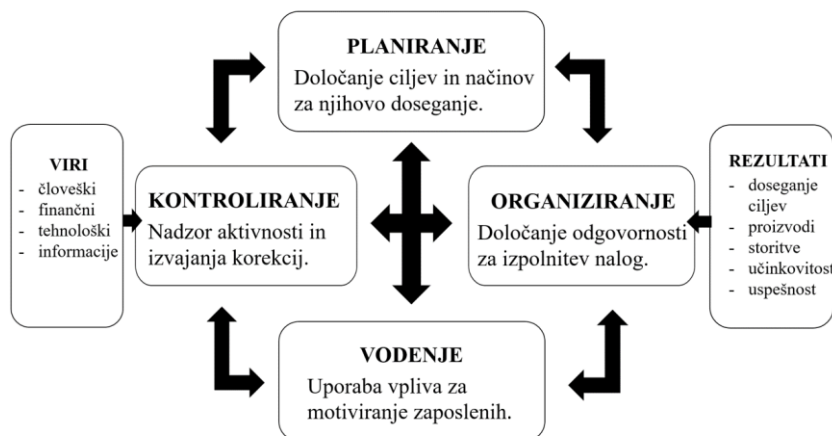 PLANIRANJE
Določanje ciljev in načinov
za njihovo doseganje.
VIRI
- človeški
- finančni
- tehnološki
- informacije
KONTROLIRANJE
Nadzor aktivnosti in
izvajanja korekcij.
ORGANIZIRANJE
Določanje odgovornosti
za izpolnitev nalog.
REZULTATI
- doseganje
ciljev
- proizvodi
- storitve
- učinkovitost
- uspešnost
VODENJE
Uporaba vpliva za
motiviranje zaposlenih.